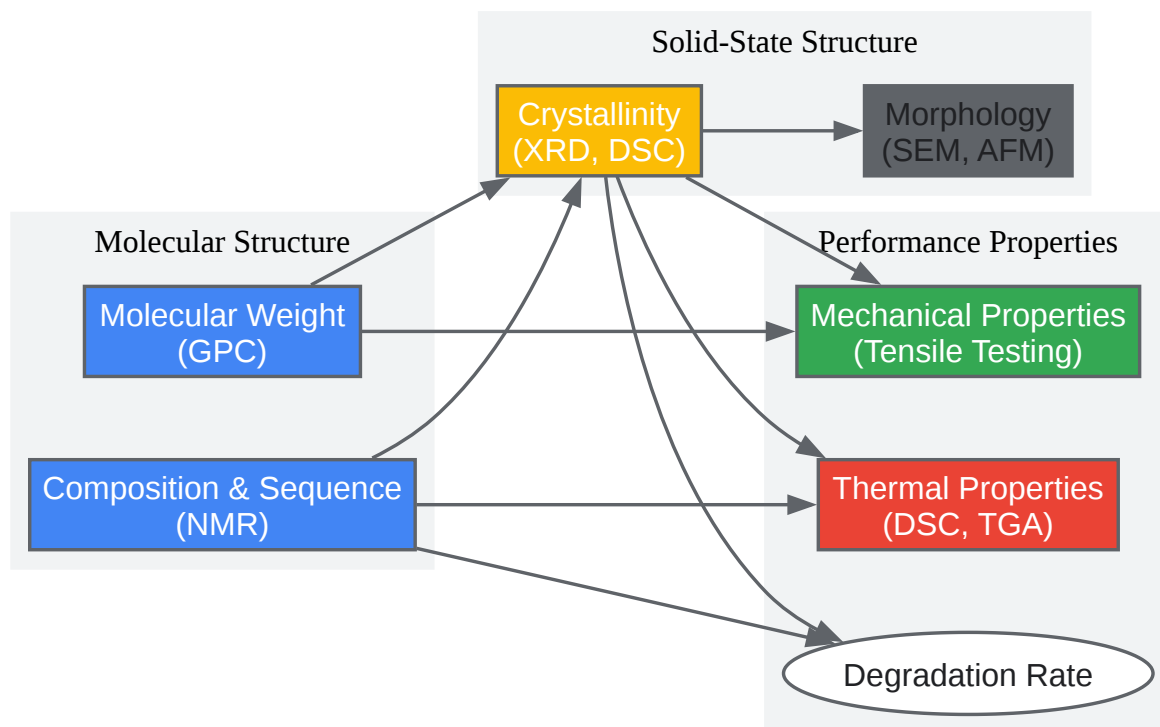 Solid-State Structure
Crystallinity
(XRD, DSC)
Morphology
(SEM, AFM)
Molecular Structure
Performance Properties
Molecular Weight
(GPC)
Mechanical Properties
(Tensile Testing)
Composition & Sequence
(NMR)
Thermal Properties
(DSC, TGA)
Degradation Rate